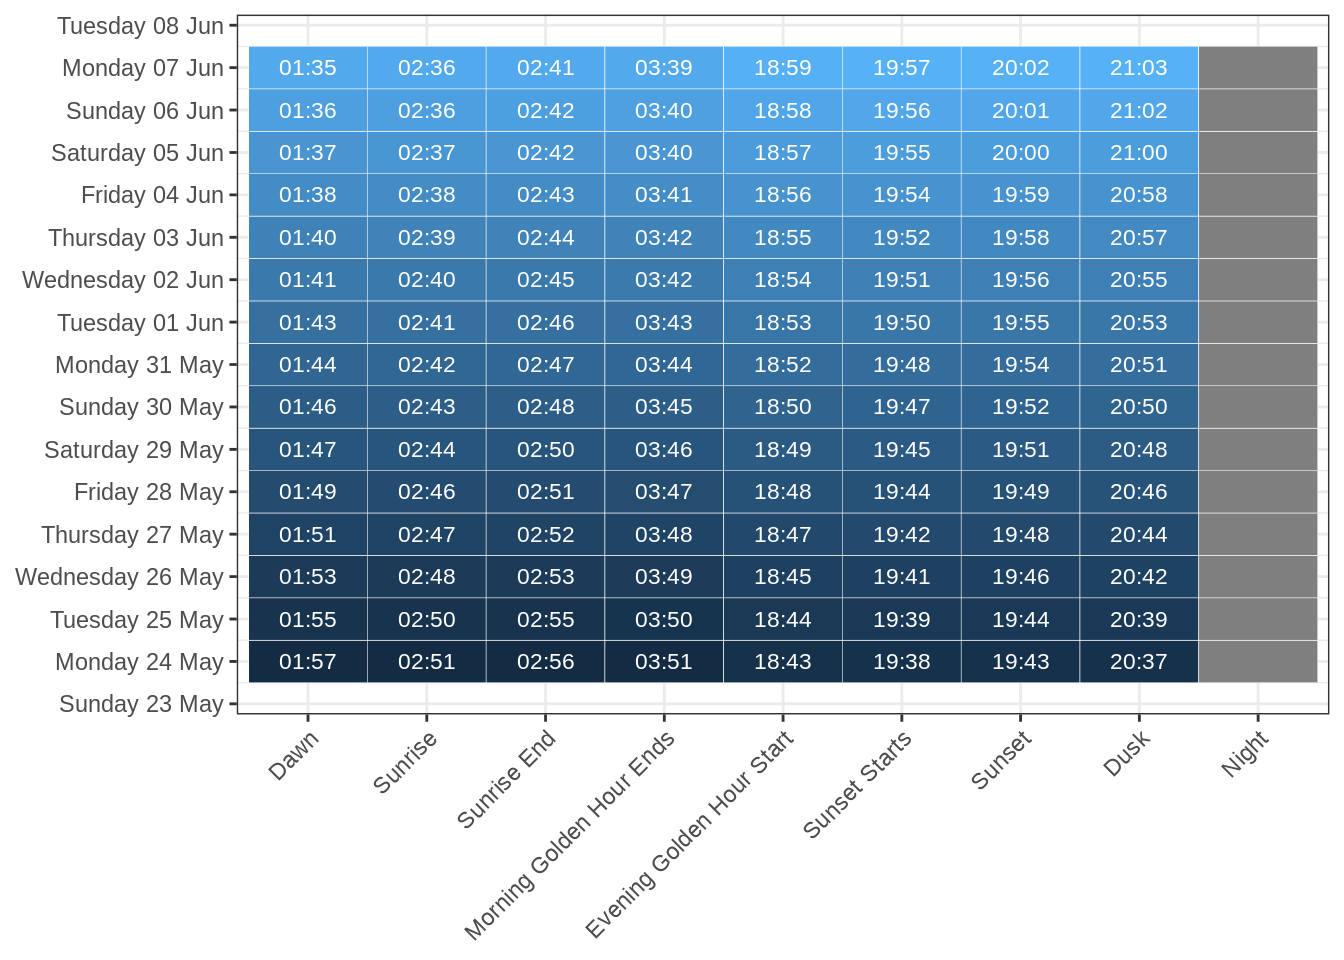 Tuesday 08 Jun
Monday 07 Jun 01:35 02:36 02:41 03:39 18:59 19:57 20:02 21:03
Sunday 06 Jun 01:36 02:36 02:42 03:40 18:58 19:56 20:01 21:02
Saturday 05 Jun 01:37 02:37 02:42 03:40 18:57 19:55 20:00 21:00
Friday 04 Jun 01:38 02:38 02:43 03:41 18:56 19:54 19:59 20:58
Thursday 03 Jun 01:40 02:39 02:44 03:42 18:55 19:52 19:58 20:57
Wednesday 02 Jun 01:41 02:40 02:45 03:42 18:54 19:51 19:56 20:55
Tuesday 01 Jun 01:43 02:41 02:46 03:43 18:53 19:50 19:55 20:53
Monday 31 May 01:44 02:42 02:47 03:44 18:52 19:48 19:54 20:51
Sunday 30 May 01:46 02:43 02:48 03:45 18:50 19:47 19:52 20:50
Saturday 29 May 01:47 02:44 02:50 03:46 18:49 19:45 19:51 20:48
Friday 28 May 01:49 02:46 02:51 03:47 18:48 19:44 19:49 20:46
Thursday 27 May 01:51 02:47 02:52 03:48 18:47 19:42 19:48 20:44
Wednesday 26 May 01:53 02:48 02:53 03:49 18:45 19:41 19:46 20:42
Tuesday 25 May 01:55 02:50 02:55 03:50 18:44 19:39 19:44 20:39
Monday 24 May 01:57 02:51 02:56 03:51 18:43 19:38 19:43 20:37
Sunday 23 May
Dawn
Sunrise
Sunrise End
Morning Golden Hour Ends
Evening Golden Hour Start
Sunset Starts
Sunset
Dusk
Night